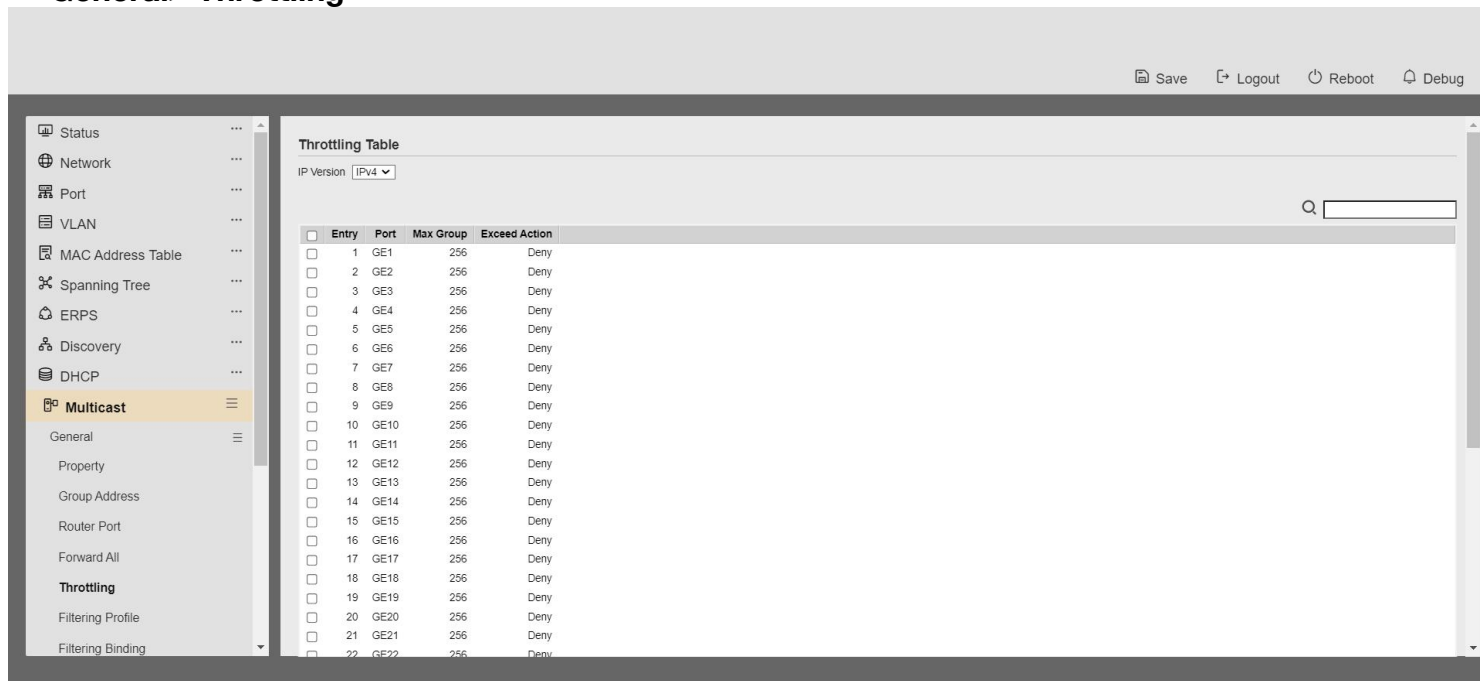 Save Logout Reboot Debug
Status
Network
Port
VLAN
MAC Address Table
Spanning Tree
ERPS
Discovery
DHCP
Multicast
General
Property
Group Address
Router Port
Forward All
Throttling
Filtering Profile
Filtering Binding
Throttling Table
IP Version IPv4
Entry Port Max Group Exceed Action
1 GE1 256 Deny
2 GE2 256 Deny
3 GE3 256 Deny
4 GE4 256 Deny
5 GE5 256 Deny
6 GE6 256 Deny
7 GE7 256 Deny
8 GE8 256 Deny
9 GE9 256 Deny
10 GE10 256 Deny
11 GE11 256 Deny
12 GE12 256 Deny
13 GE13 256 Deny
14 GE14 256 Deny
15 GE15 256 Deny
16 GE16 256 Deny
17 GE17 256 Deny
18 GE18 256 Deny
19 GE19 256 Deny
20 GE20 256 Deny
21 GE21 256 Deny
22 GE22 256 Deny